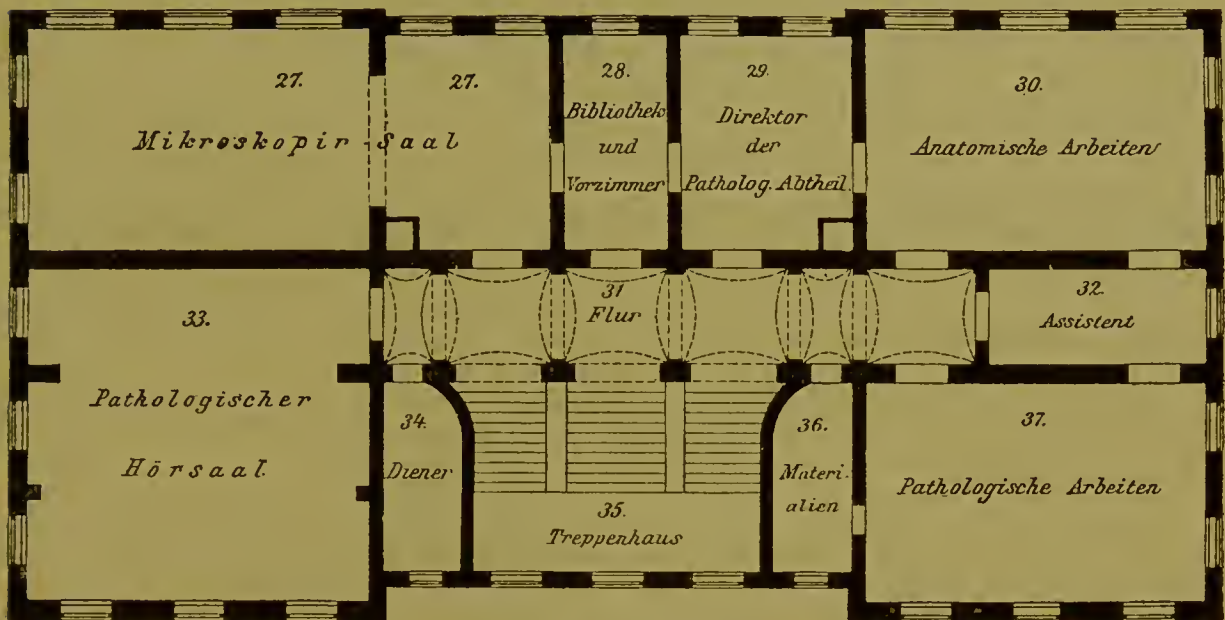 27.
27.
Mikroskopir-Saal
28.
Bibliothek
und
Vorzimmer
29.
Direktor
der
Patholog. Abtheil.
30.
Anatomische Arbeiten
31
Flur
32.
Assistent
33.
Pathologischer
Hörsaal
34.
Diener
35.
Treppenhaus
36.
Materi-
alien
37.
Pathologische Arbeiten